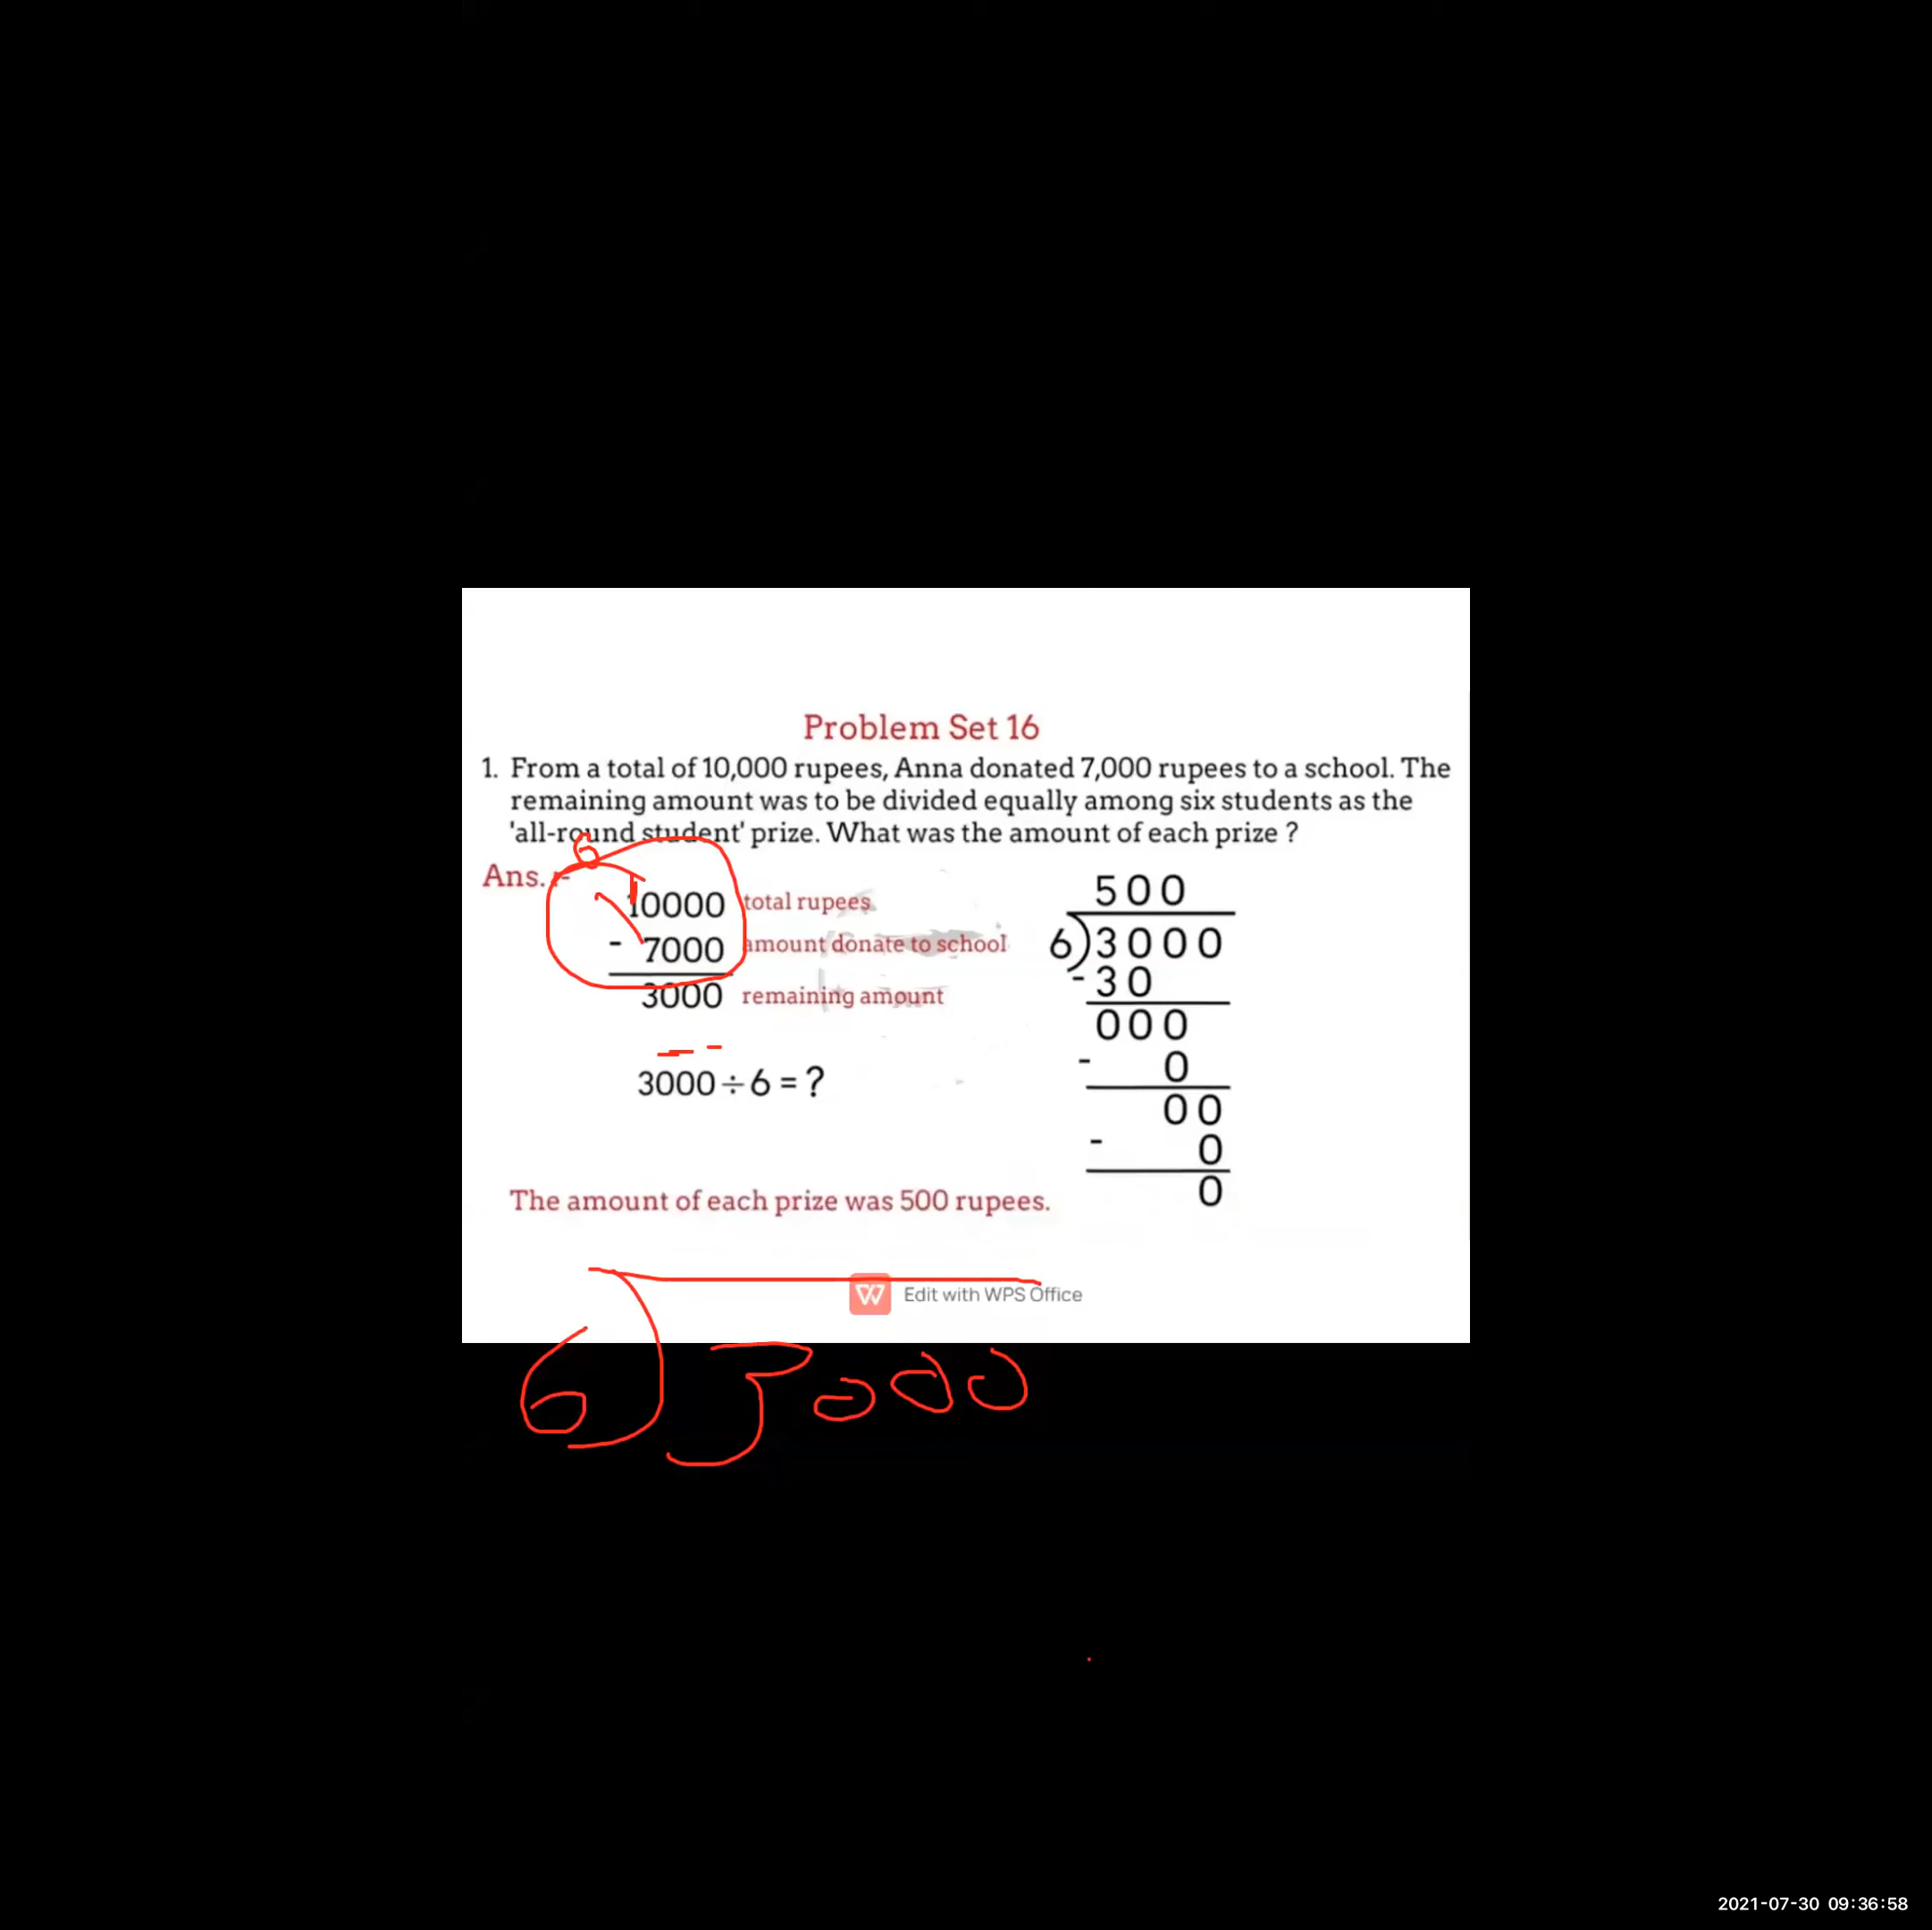 Problem Set 16
1. From a total of 10,000 rupees, Anna donated 7,000 rupees to a school. The
remaining amount was to be divided equally among six students as the
'all-round student' prize. What was the amount of each prize ?
Ans. :-
10000 total rupees
- 7000 amount donate to school
3000 remaining amount
3000 ÷ 6 = ?
500
6)3000
-30
000
- 0
00
- 0
0
The amount of each prize was 500 rupees.
Edit with WPS Office
6)3000
2021-07-30 09:36:58